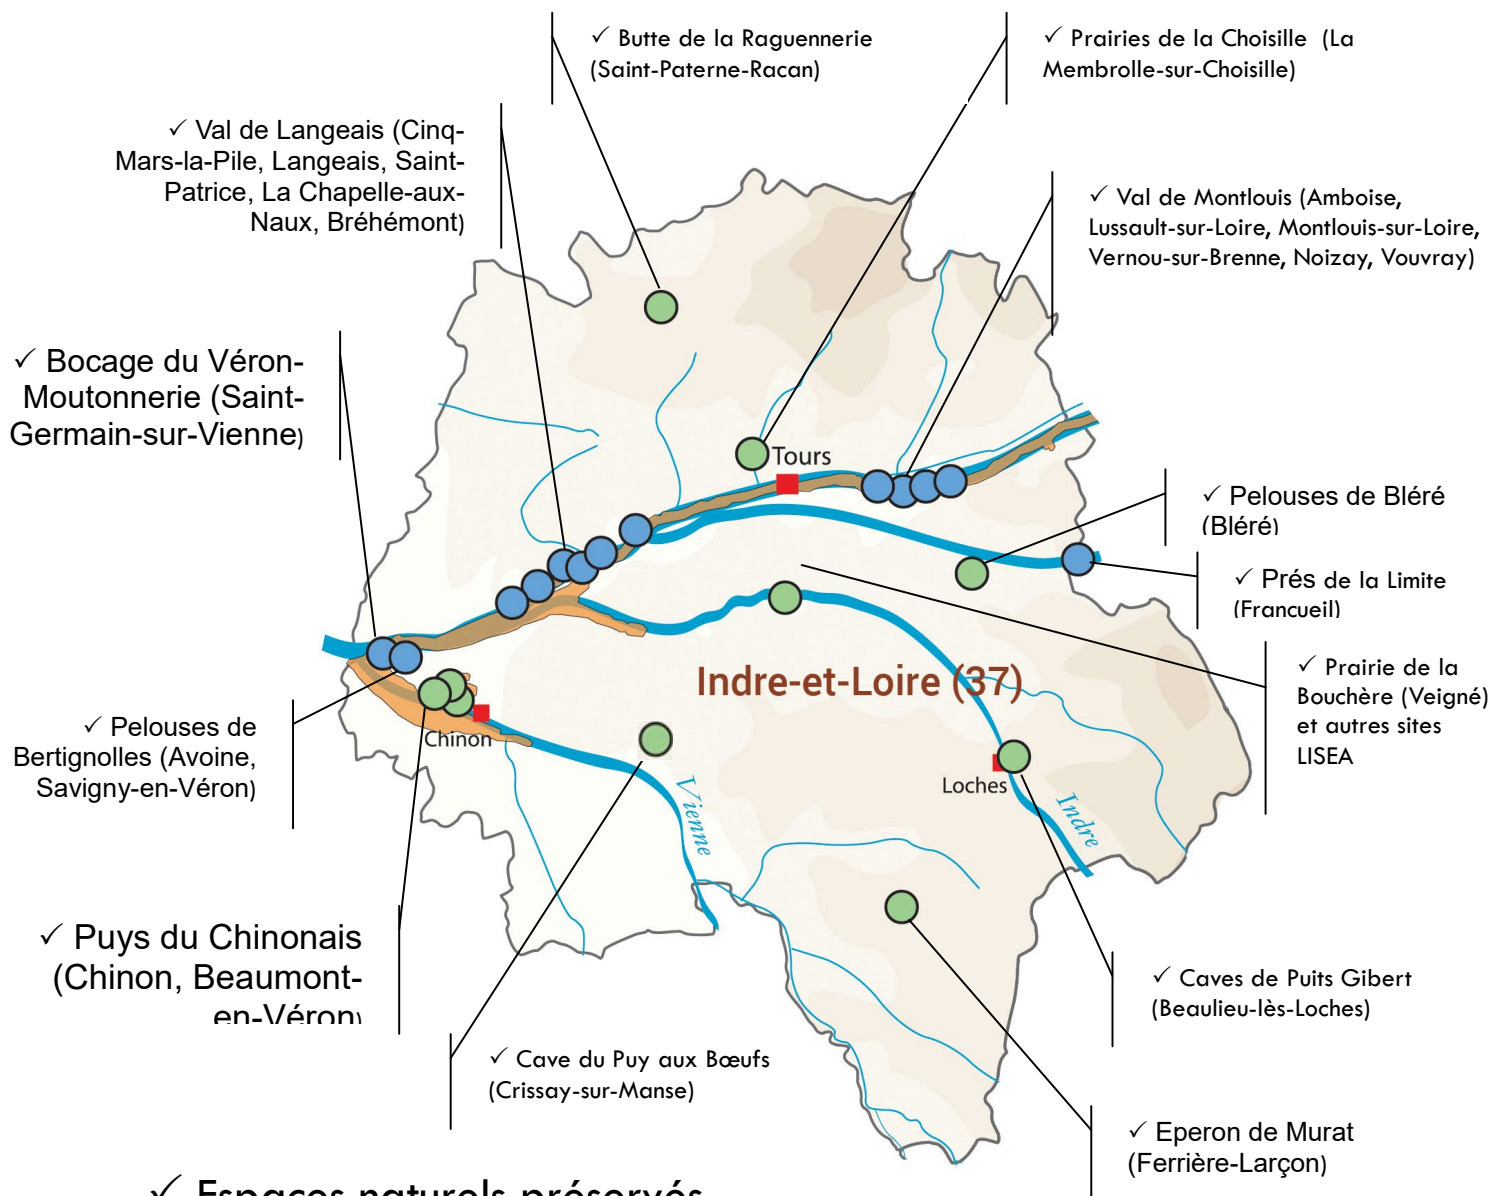 ✓ Butte de la Raguennerie
(Saint-Paterne-Racan)
✓ Prairies de la Choisille (La
Membrolle-sur-Choisille)
✓ Val de Langeais (Cinq-
Mars-la-Pile, Langeais, Saint-
Patrice, La Chapelle-aux-
Naux, Bréhémont)
✓ Val de Montlouis (Amboise,
Lussault-sur-Loire, Montlouis-sur-Loire,
Vernou-sur-Brenne, Noizay, Vouvray)
✓ Bocage du Véron-
Moutonnerie (Saint-
Germain-sur-Vienne)
Tours
✓ Pelouses de Bléré
(Bléré)
✓ Prés de la Limite
(Francueil)
✓ Prairie de la
Bouchère (Veigné)
et autres sites
LISEA
Indre-et-Loire (37)
✓ Pelouses de
Bertignolles (Avoine,
Savigny-en-Véron)
Chinon
Vienne
Loches
Indre
✓ Puys du Chinonais
(Chinon, Beaumont-
en-Véron)
✓ Caves de Puits Gibert
(Beaulieu-lès-Loches)
✓ Cave du Puy aux Bœufs
(Crissay-sur-Manse)
✓ Eperon de Murat
(Ferrière-Larçon)
✓ Espaces naturels préservés